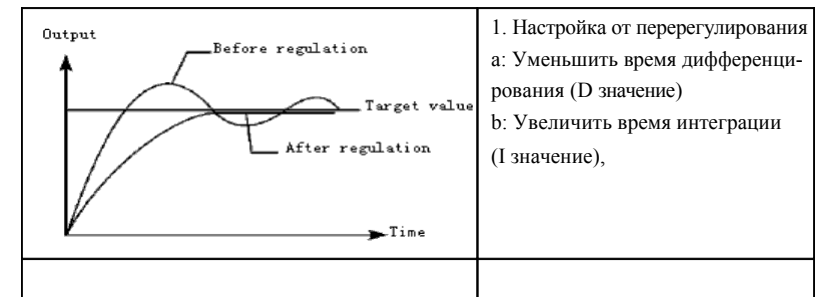 Output
Before regulation
Target value
After regulation
Time
1. Настройка от перерегулирования
a: Уменьшить время дифференци-
рования (D значение)
b: Увеличить время интеграции
(I значение),